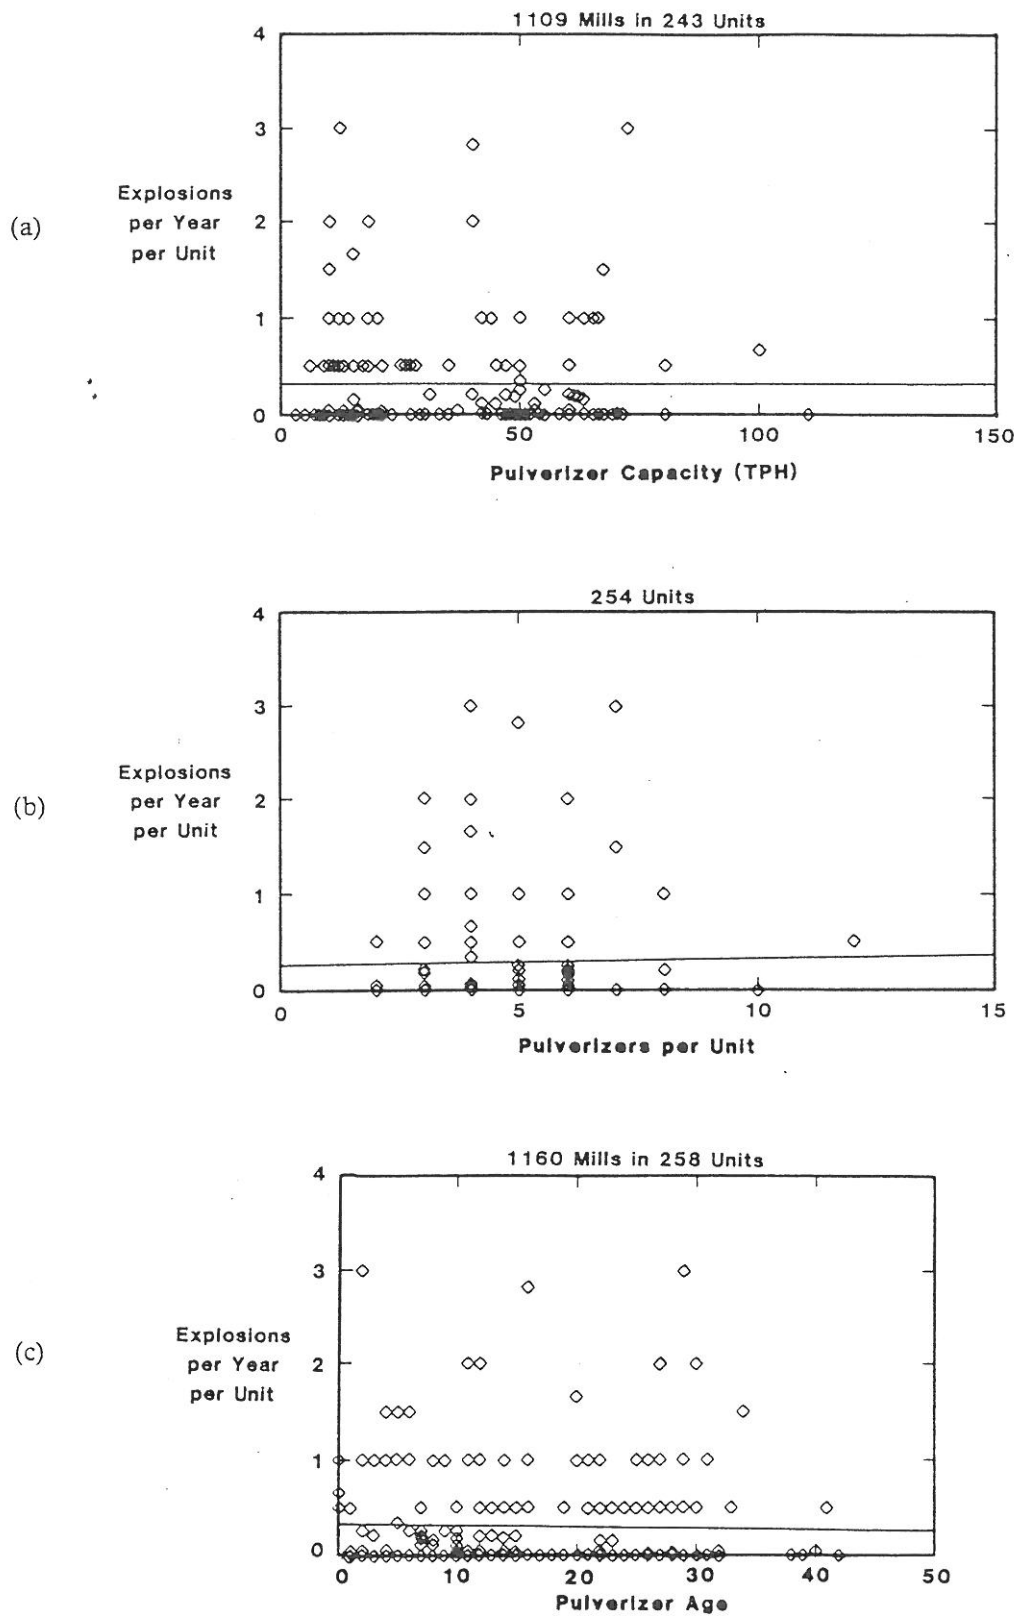 1109 Mills in 243 Units
4
3
2
1
0
Explosions
per Year
per Unit
(a)
0 50 100 150
Pulverizer Capacity (TPH)
254 Units
4
3
2
1
0
Explosions
per Year
per Unit
(b)
0 5 10 15
Pulverizers per Unit
1160 Mills in 258 Units
4
3
2
1
0
Explosions
per Year
per Unit
(c)
0 10 20 30 40 50
Pulverizer Age